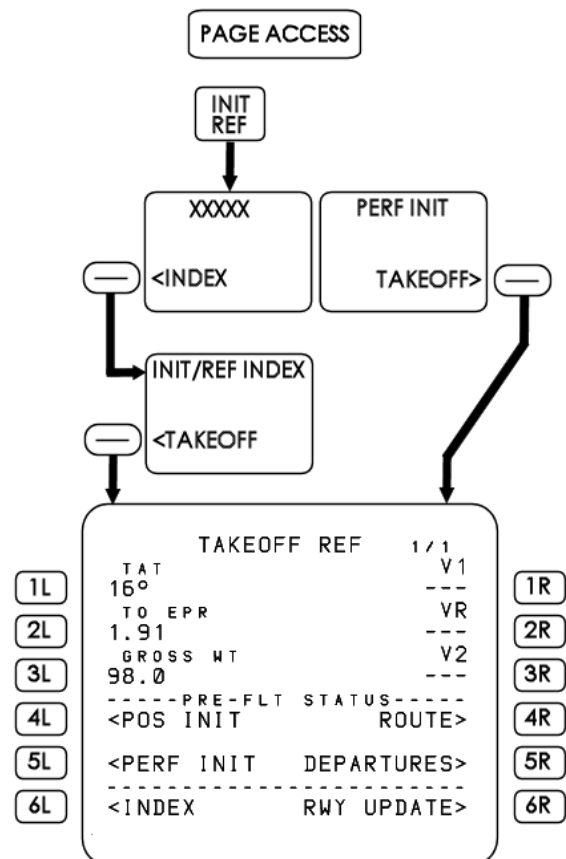 PAGE ACCESS
INIT
REF
XXXXX
<INDEX
PERF INIT
TAKEOFF>
INIT/REF INDEX
<TAKEOFF
TAKEOFF REF 1/1
TAT V1
1L 16° --- 1R
TO EPR VR
2L 1.91 --- 2R
GROSS WT V2
3L 98.0 --- 3R
-----PRE-FLT STATUS-----
4L <POS INIT ROUTE> 4R
5L <PERF INIT DEPARTURES> 5R
------------------------
6L <INDEX RWY UPDATE> 6R